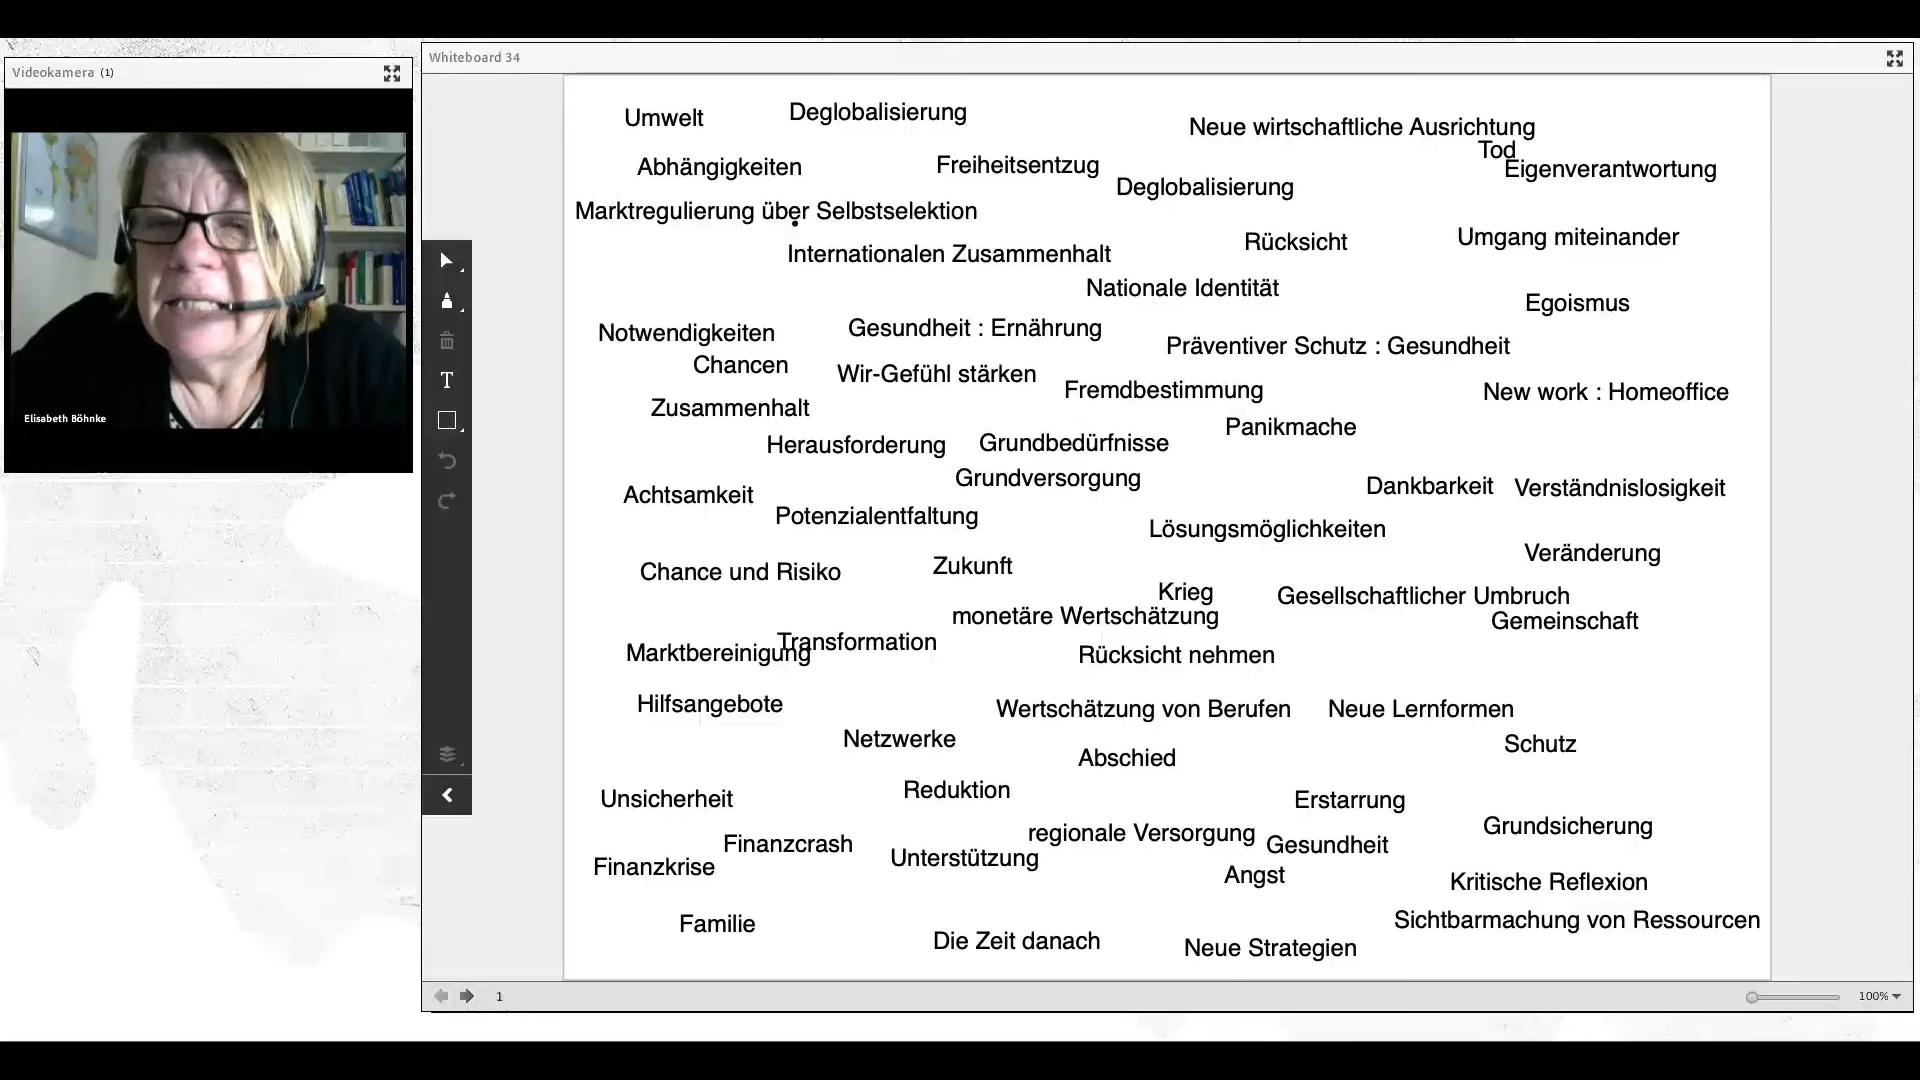 Videokamera (1)
Elisabeth Böhnke
Whiteboard 34
Umwelt
Deglobalisierung
Neue wirtschaftliche Ausrichtung
Tod
Abhängigkeiten
Freiheitsentzug
Eigenverantwortung
Deglobalisierung
Marktregulierung über Selbstselektion
Umgang miteinander
Rücksicht
Internationalen Zusammenhalt
Nationale Identität
Egoismus
Notwendigkeiten
Gesundheit : Ernährung
Präventiver Schutz : Gesundheit
Chancen
Wir-Gefühl stärken
Fremdbestimmung
New work : Homeoffice
Zusammenhalt
Panikmache
Herausforderung
Grundbedürfnisse
Grundversorgung
Dankbarkeit
Verständnislosigkeit
Achtsamkeit
Potenzialentfaltung
Lösungsmöglichkeiten
Veränderung
Chance und Risiko
Zukunft
Krieg
Gesellschaftlicher Umbruch
monetäre Wertschätzung
Gemeinschaft
Transformation
Marktbereinigung
Rücksicht nehmen
Hilfsangebote
Wertschätzung von Berufen
Neue Lernformen
Netzwerke
Schutz
Abschied
Reduktion
Unsicherheit
Erstarrung
Grundsicherung
regionale Versorgung
Finanzcrash
Gesundheit
Unterstützung
Finanzkrise
Angst
Kritische Reflexion
Sichtbarmachung von Ressourcen
Familie
Die Zeit danach
Neue Strategien
T
1
100%